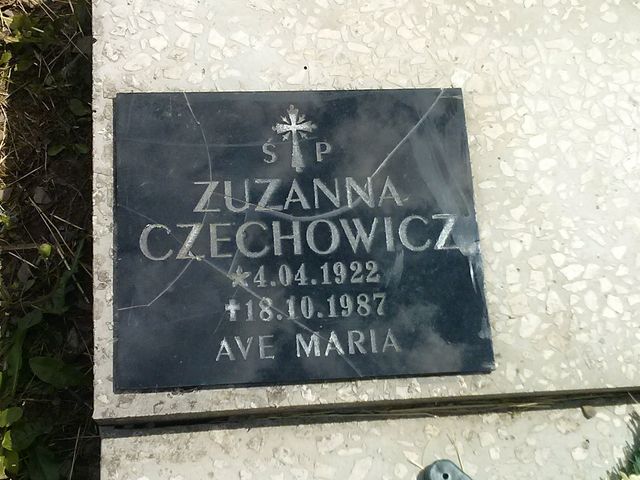 Ś P
ZUZANNA
CZECHOWICZ
★4.04.1922
✝18.10.1987
AVE MARIA